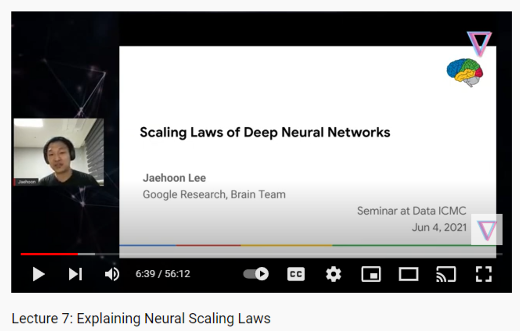 Scaling Laws of Deep Neural Networks
Jaehoon Lee
Google Research, Brain Team
Seminar at Data ICMC
Jun 4, 2021
Jaehoon
6:39 / 56:12
CC
Lecture 7: Explaining Neural Scaling Laws